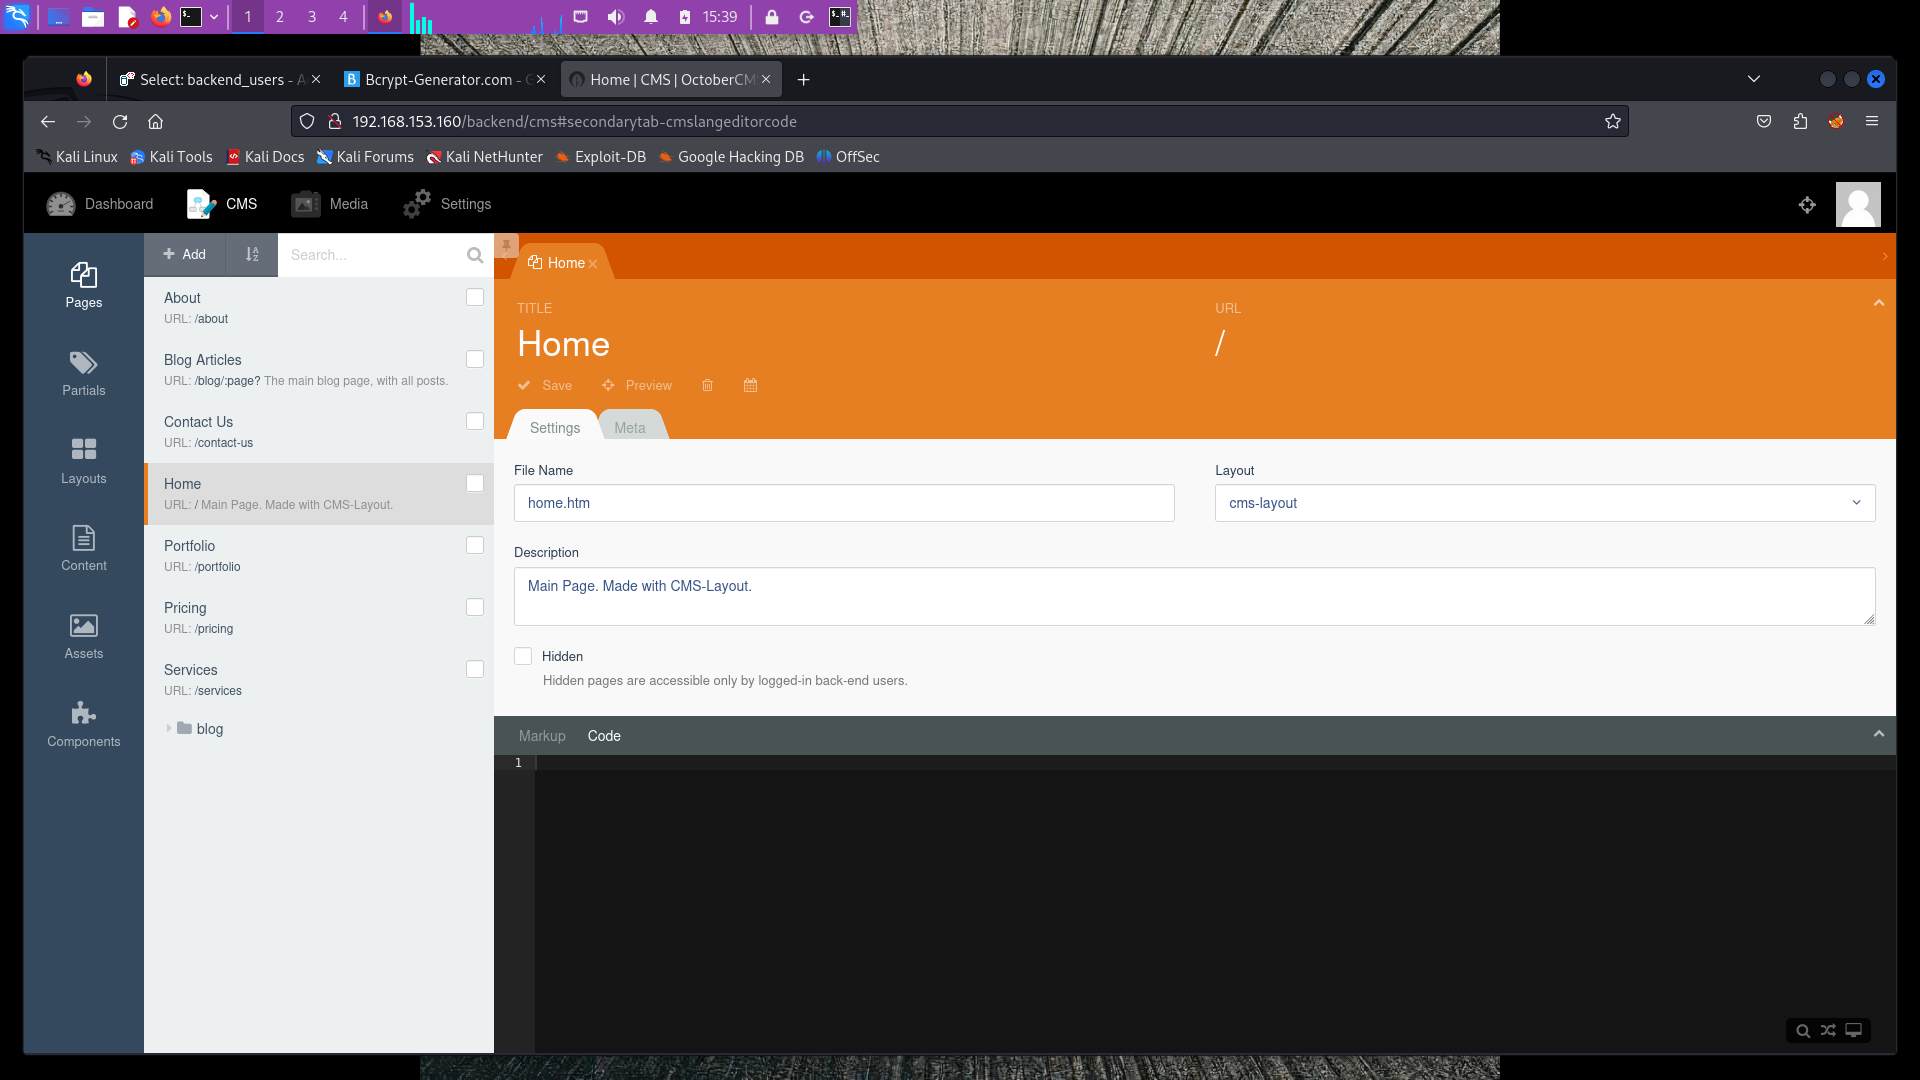 1 2 3 4 15:39
Select: backend_users - A
Bcrypt-Generator.com - G
Home | CMS | OctoberCM
192.168.153.160/backend/cms#secondarytab-cmslangeditorcode
Kali Linux Kali Tools Kali Docs Kali Forums Kali NetHunter Exploit-DB Google Hacking DB OffSec
Dashboard CMS Media Settings
Pages
Partials
Layouts
Content
Assets
Components
Add
Search...
About
URL: /about
Blog Articles
URL: /blog/:page? The main blog page, with all posts.
Contact Us
URL: /contact-us
Home
URL: / Main Page. Made with CMS-Layout.
Portfolio
URL: /portfolio
Pricing
URL: /pricing
Services
URL: /services
blog
Home
TITLE
Home
URL
/
Save Preview
Settings Meta
File Name
home.htm
Layout
cms-layout
Description
Main Page. Made with CMS-Layout.
Hidden
Hidden pages are accessible only by logged-in back-end users.
Markup Code
1